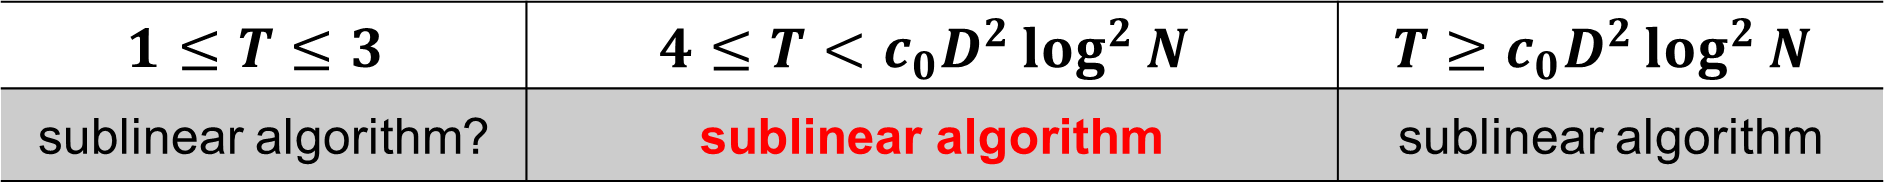 1 ≤ T ≤ 3 4 ≤ T < c₀D² log² N T ≥ c₀D² log² N
sublinear algorithm? sublinear algorithm sublinear algorithm